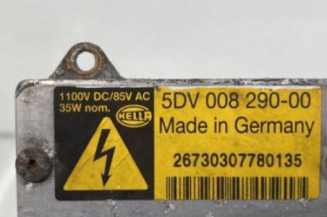 1100V DC/85V AC
35W nom.
HELLA
5DV 008 290-00
Made in Germany
26730307780135